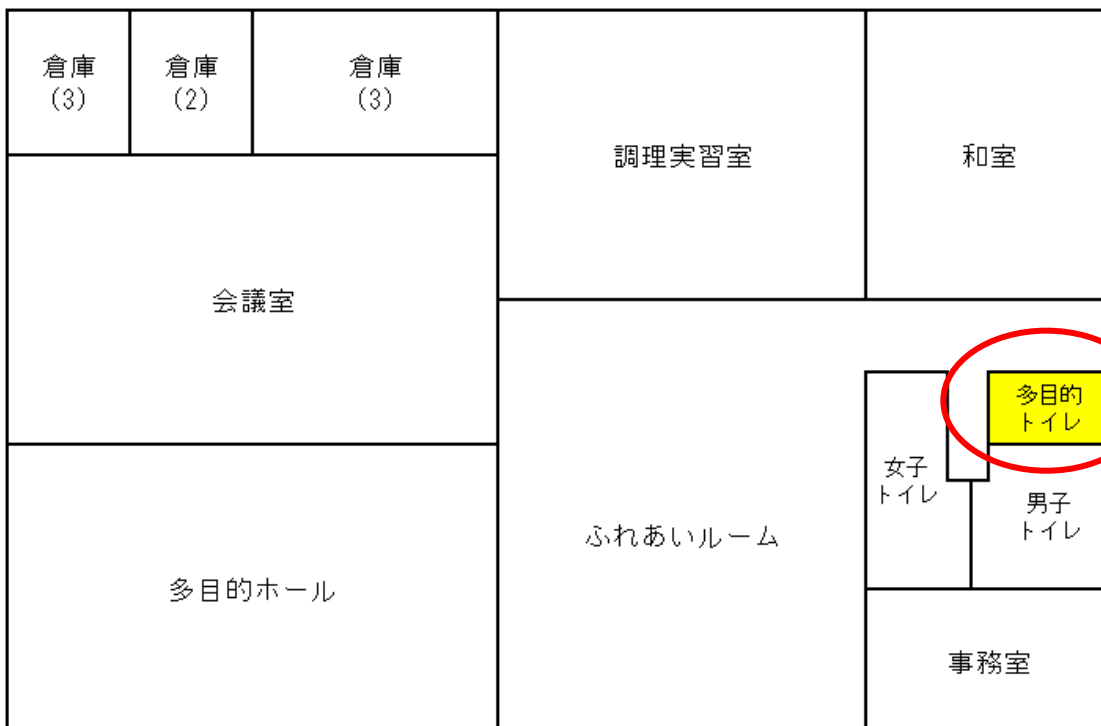 倉庫
(3)
倉庫
(2)
倉庫
(3)
調理実習室
和室
会議室
多目的
トイレ
女子
トイレ
男子
トイレ
ふれあいルーム
多目的ホール
事務室